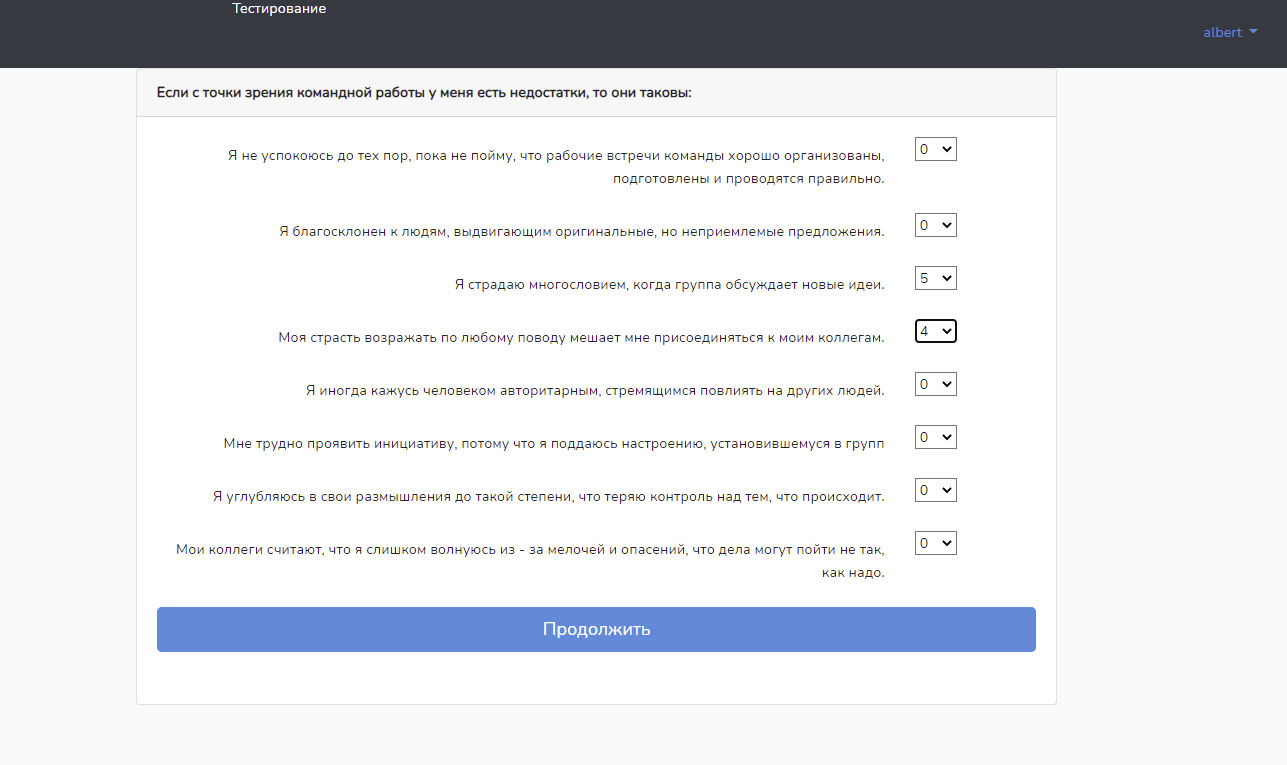 Тестирование
albert
Если с точки зрения командной работы у меня есть недостатки, то они таковы:
Я не успокоюсь до тех пор, пока не пойму, что рабочие встречи команды хорошо организованы,
подготовлены и проводятся правильно.
0
Я благосклонен к людям, выдвигающим оригинальные, но неприемлемые предложения.
0
Я страдаю многословием, когда группа обсуждает новые идеи.
5
Моя страсть возражать по любому поводу мешает мне присоединяться к моим коллегам.
4
Я иногда кажусь человеком авторитарным, стремящимся повлиять на других людей.
0
Мне трудно проявить инициативу, потому что я поддаюсь настроению, установившемуся в групп
0
Я углубляюсь в свои размышления до такой степени, что теряю контроль над тем, что происходит.
0
Мои коллеги считают, что я слишком волнуюсь из - за мелочей и опасений, что дела могут пойти не так,
как надо.
0
Продолжить